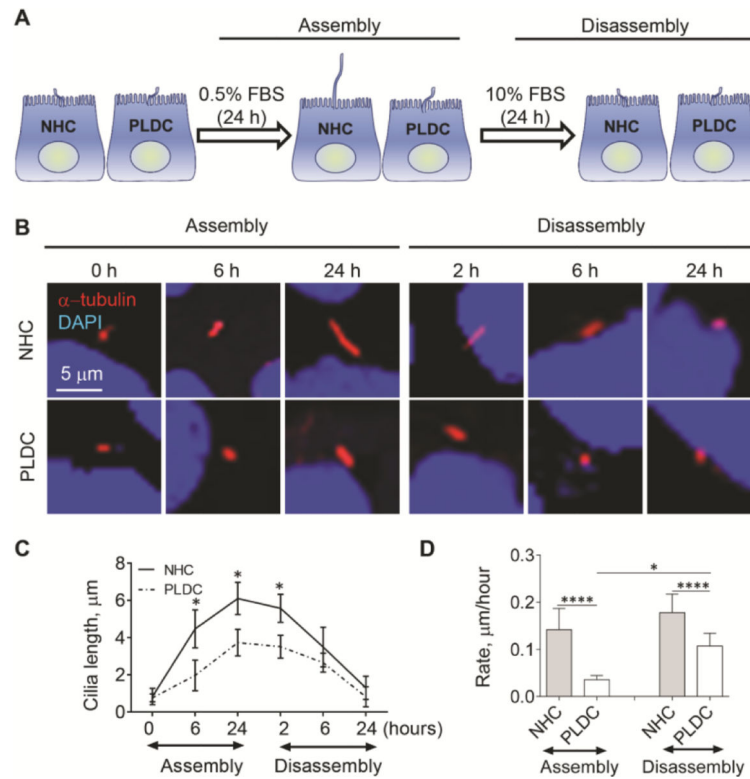 A
Assembly
Disassembly
NHC
PLDC
0.5% FBS
(24 h)
NHC
PLDC
10% FBS
(24 h)
NHC
PLDC
B
Assembly
Disassembly
0 h
6 h
24 h
2 h
6 h
24 h
NHC
α–tubulin
DAPI
5 μm
PLDC
C
Cilia length, μm
8
6
4
2
0
NHC
PLDC
*
*
*
0 6 24 2 6 24 (hours)
Assembly
Disassembly
D
Rate, μm/hour
0.3
0.2
0.1
0.0
*
****
****
NHC
PLDC
NHC
PLDC
Assembly
Disassembly